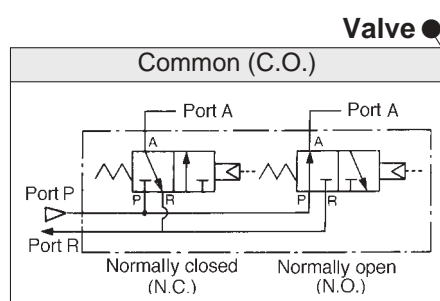 Valve
Common (C.O.)
Port A Port A
A A
Port P
P R P R
Port R
Normally closed Normally open
(N.C.) (N.O.)